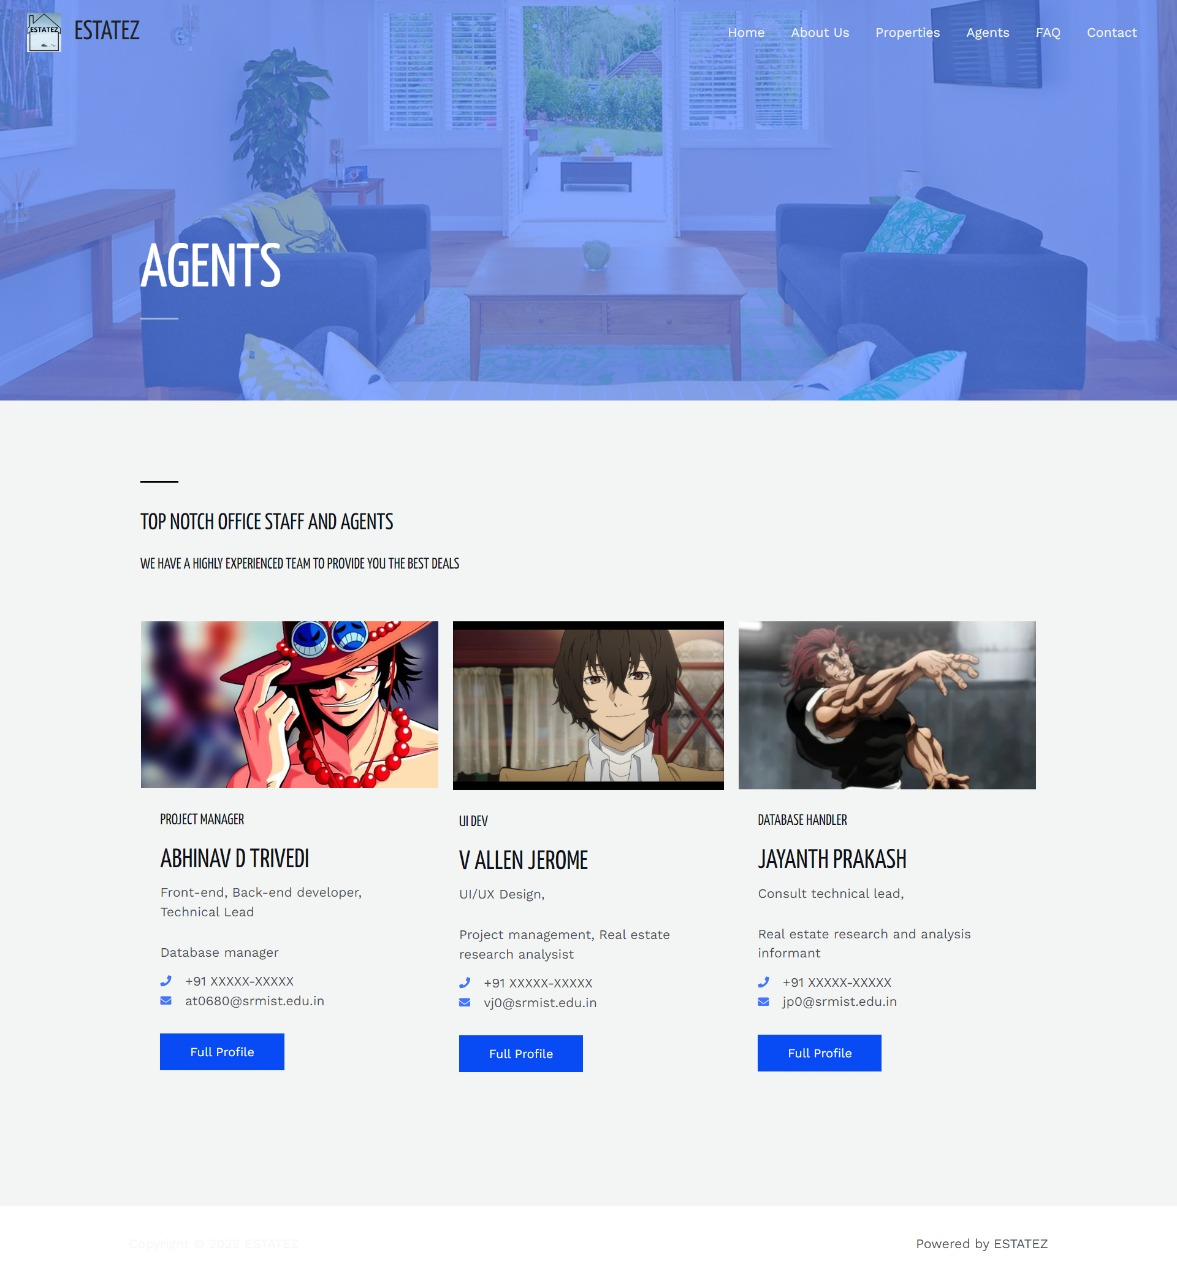 ESTATEZ
ESTATEZ
Home About Us Properties Agents FAQ Contact
AGENTS
TOP NOTCH OFFICE STAFF AND AGENTS
WE HAVE A HIGHLY EXPERIENCED TEAM TO PROVIDE YOU THE BEST DEALS
PROJECT MANAGER
ABHINAV D TRIVEDI
Front-end, Back-end developer,
Technical Lead
Database manager
+91 XXXXX-XXXXX
at0680@srmist.edu.in
Full Profile
UI DEV
V ALLEN JEROME
UI/UX Design,
Project management, Real estate
research analysist
+91 XXXXX-XXXXX
vj0@srmist.edu.in
Full Profile
DATABASE HANDLER
JAYANTH PRAKASH
Consult technical lead,
Real estate research and analysis
informant
+91 XXXXX-XXXXX
jp0@srmist.edu.in
Full Profile
Copyright © ESTATEZ
Powered by ESTATEZ